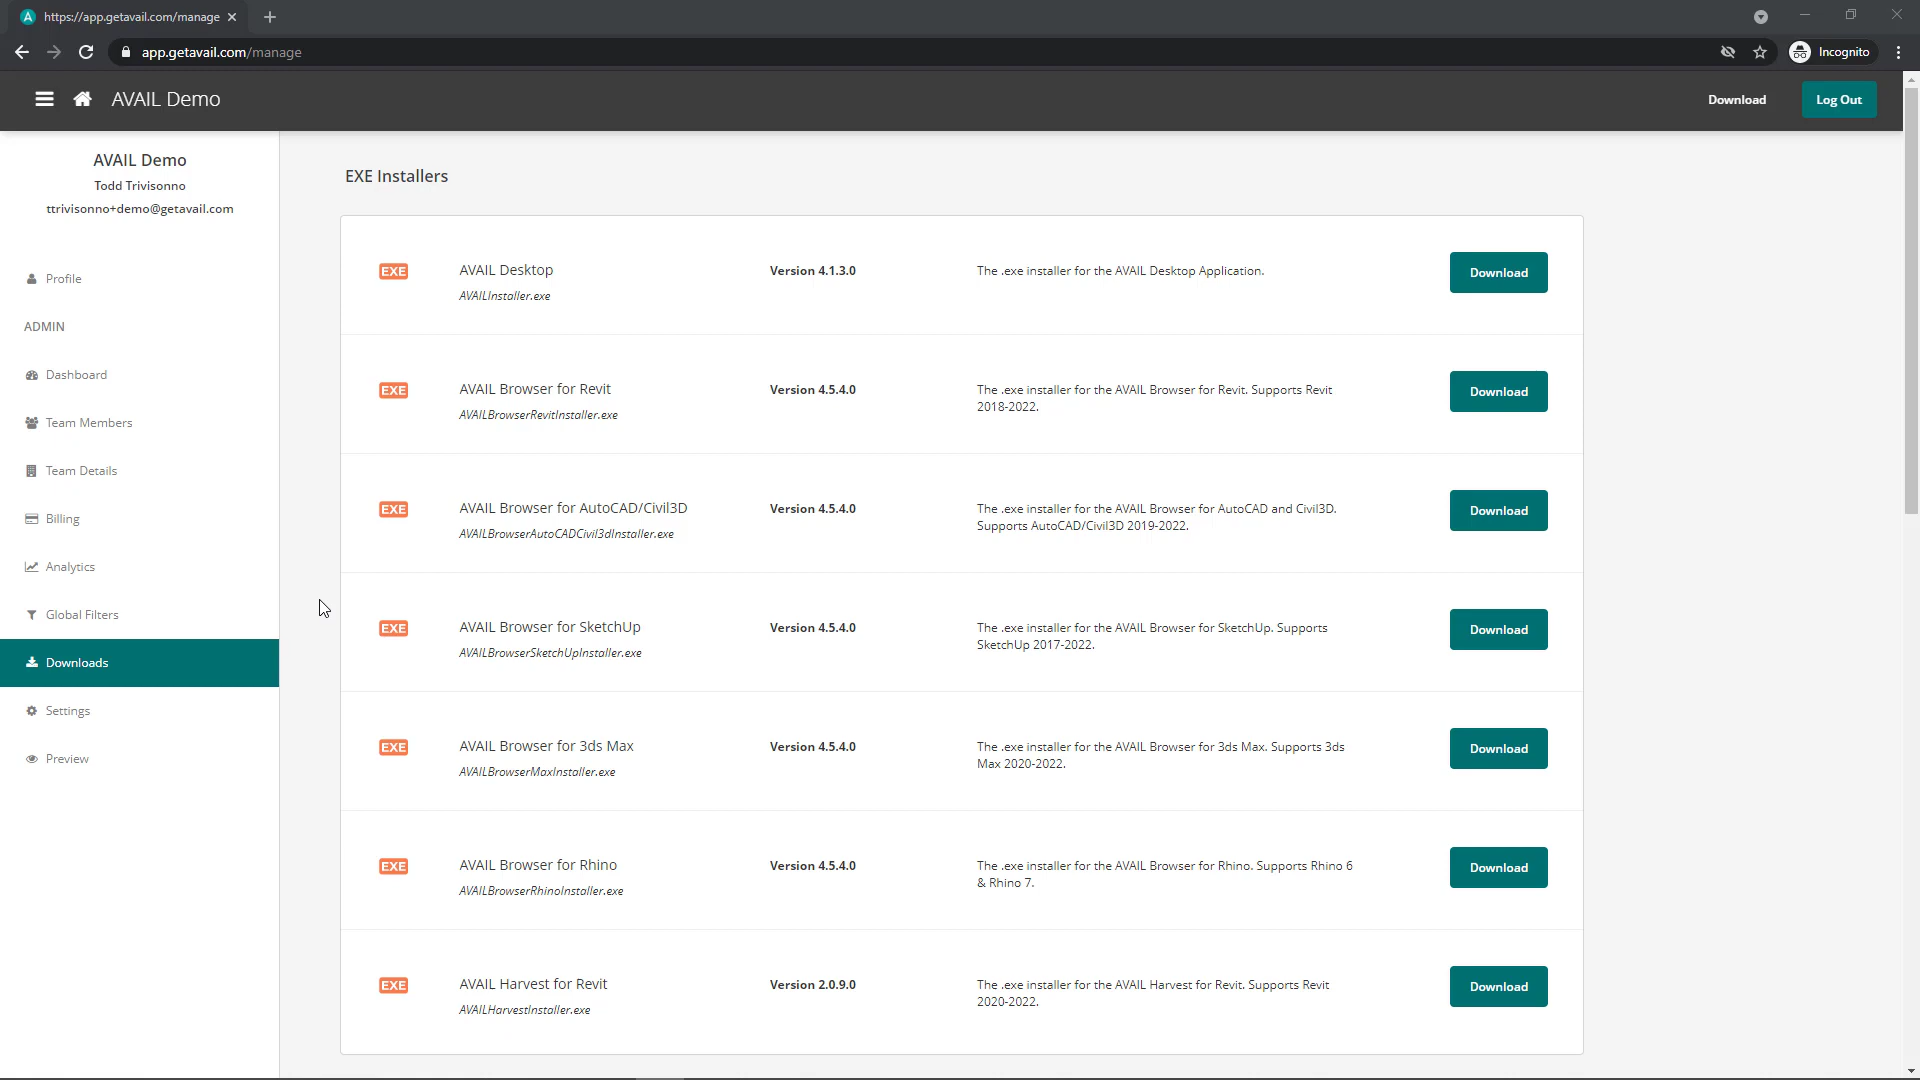 https://app.getavail.com/manage
app.getavail.com/manage
Incognito
AVAIL Demo
Download
Log Out
AVAIL Demo
Todd Trivisonno
ttrivisonno+demo@getavail.com
Profile
ADMIN
Dashboard
Team Members
Team Details
Billing
Analytics
Global Filters
Downloads
Settings
Preview
EXE Installers
EXE
AVAIL Desktop
AVAILInstaller.exe
Version 4.1.3.0
The .exe installer for the AVAIL Desktop Application.
Download
EXE
AVAIL Browser for Revit
AVAILBrowserRevitInstaller.exe
Version 4.5.4.0
The .exe installer for the AVAIL Browser for Revit. Supports Revit
2018-2022.
Download
EXE
AVAIL Browser for AutoCAD/Civil3D
AVAILBrowserAutoCADCivil3dInstaller.exe
Version 4.5.4.0
The .exe installer for the AVAIL Browser for AutoCAD and Civil3D.
Supports AutoCAD/Civil3D 2019-2022.
Download
EXE
AVAIL Browser for SketchUp
AVAILBrowserSketchUpInstaller.exe
Version 4.5.4.0
The .exe installer for the AVAIL Browser for SketchUp. Supports
SketchUp 2017-2022.
Download
EXE
AVAIL Browser for 3ds Max
AVAILBrowserMaxInstaller.exe
Version 4.5.4.0
The .exe installer for the AVAIL Browser for 3ds Max. Supports 3ds
Max 2020-2022.
Download
EXE
AVAIL Browser for Rhino
AVAILBrowserRhinoInstaller.exe
Version 4.5.4.0
The .exe installer for the AVAIL Browser for Rhino. Supports Rhino 6
& Rhino 7.
Download
EXE
AVAIL Harvest for Revit
AVAILHarvestInstaller.exe
Version 2.0.9.0
The .exe installer for the AVAIL Harvest for Revit. Supports Revit
2020-2022.
Download